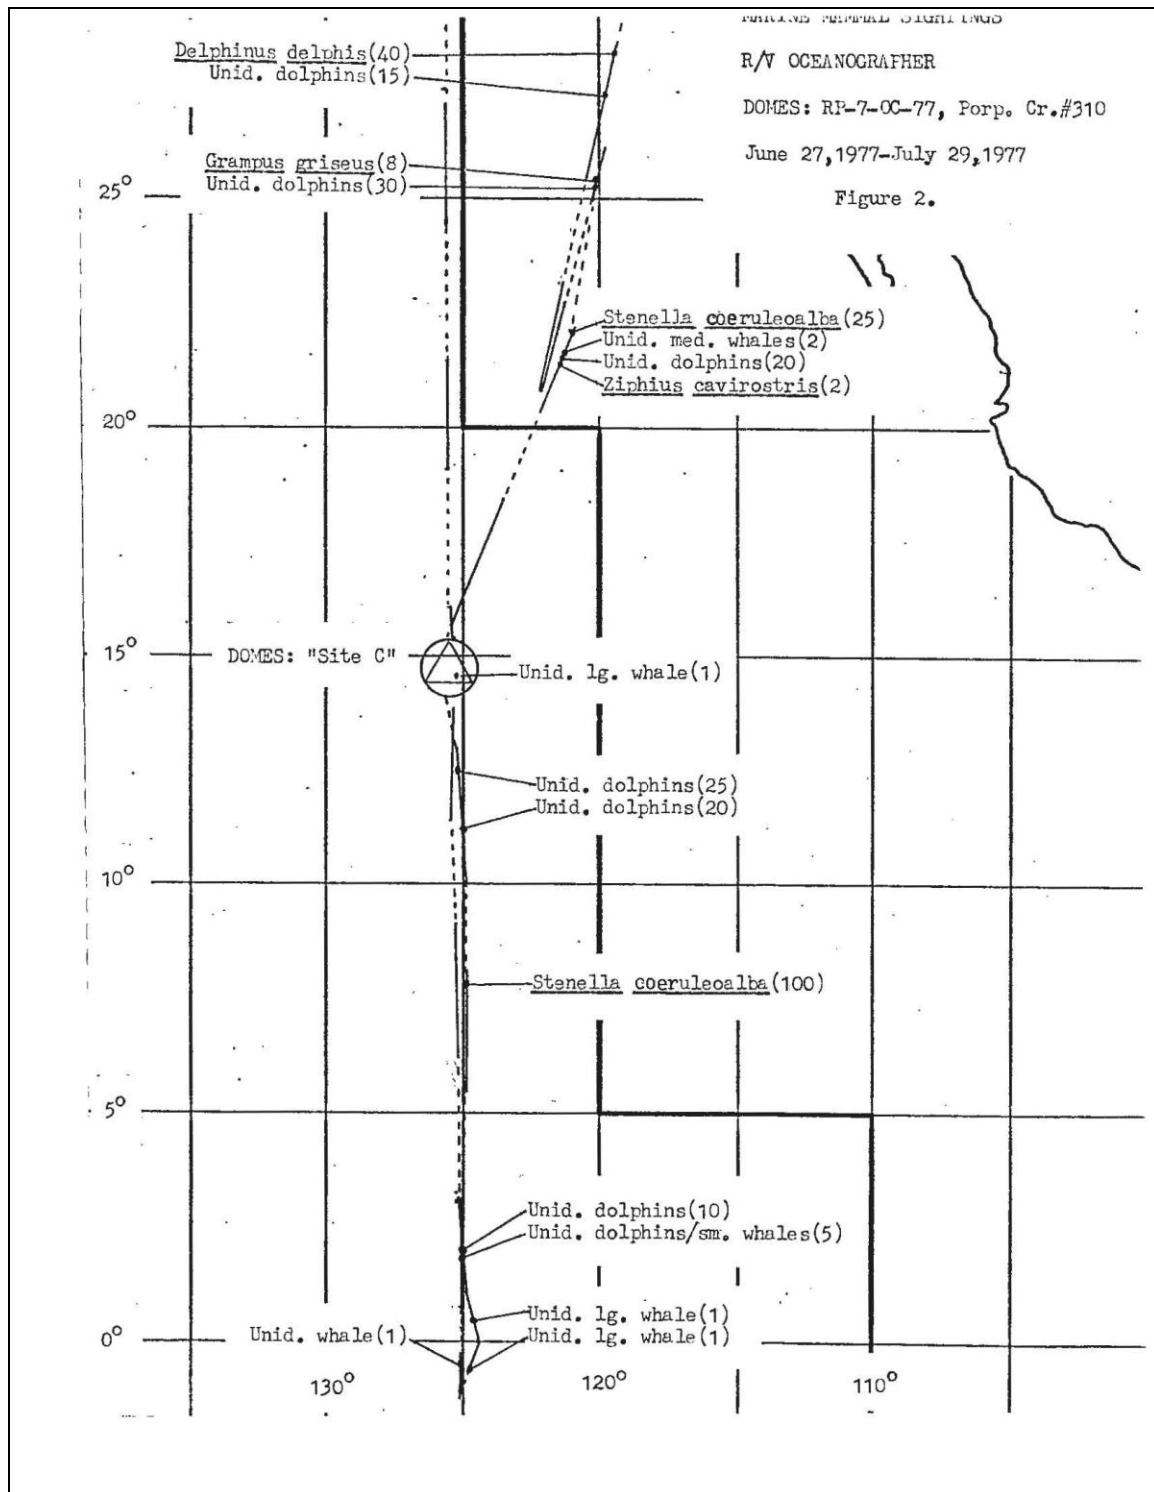 MARINE MAMMAL SIGHTINGS
R/V OCEANOGRAFHER
DOMES: RP-7-OC-77, Porp. Cr.#310
June 27,1977-July 29,1977
Figure 2.
Delphinus delphis(40)
Unid. dolphins(15)
Grampus griseus(8)
Unid. dolphins(30)
25°
Stenella coeruleoalba(25)
Unid. med. whales(2)
Unid. dolphins(20)
Ziphius cavirostris(2)
20°
15°
DOMES: "Site C"
Unid. lg. whale(1)
Unid. dolphins(25)
Unid. dolphins(20)
10°
Stenella coeruleoalba(100)
5°
Unid. dolphins(10)
Unid. dolphins/sm. whales(5)
Unid. lg. whale(1)
0°
Unid. whale(1)
Unid. lg. whale(1)
130°
120°
110°